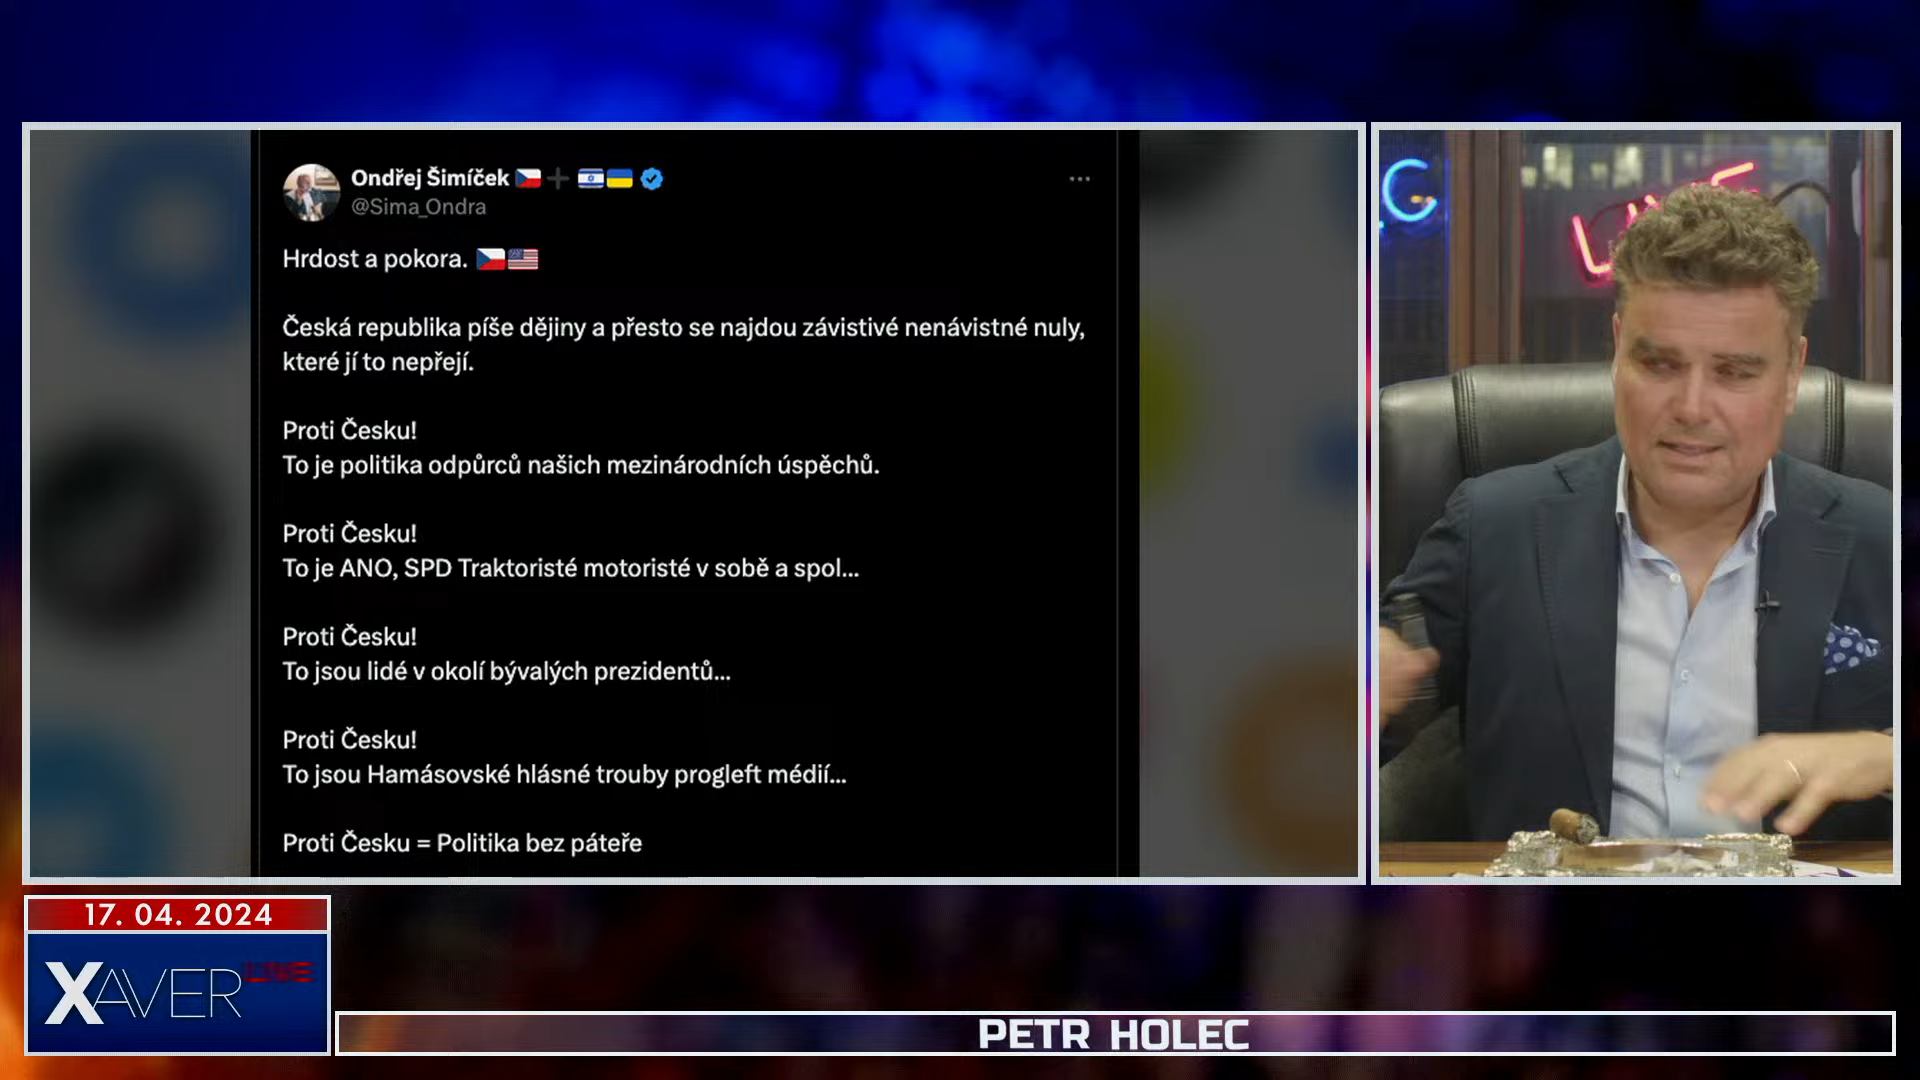 Ondřej Šimíček
@Sima_Ondra
Hrdost a pokora.
Česká republika píše dějiny a přesto se najdou závistivé nenávistné nuly,
které jí to nepřejí.
Proti Česku!
To je politika odpůrců našich mezinárodních úspěchů.
Proti Česku!
To je ANO, SPD Traktoristé motoristé v sobě a spol...
Proti Česku!
To jsou lidé v okolí bývalých prezidentů...
Proti Česku!
To jsou Hamásovské hlásné trouby progleft médií...
Proti Česku = Politika bez páteře
17. 04. 2024
XAVER LIVE
PETR HOLEC